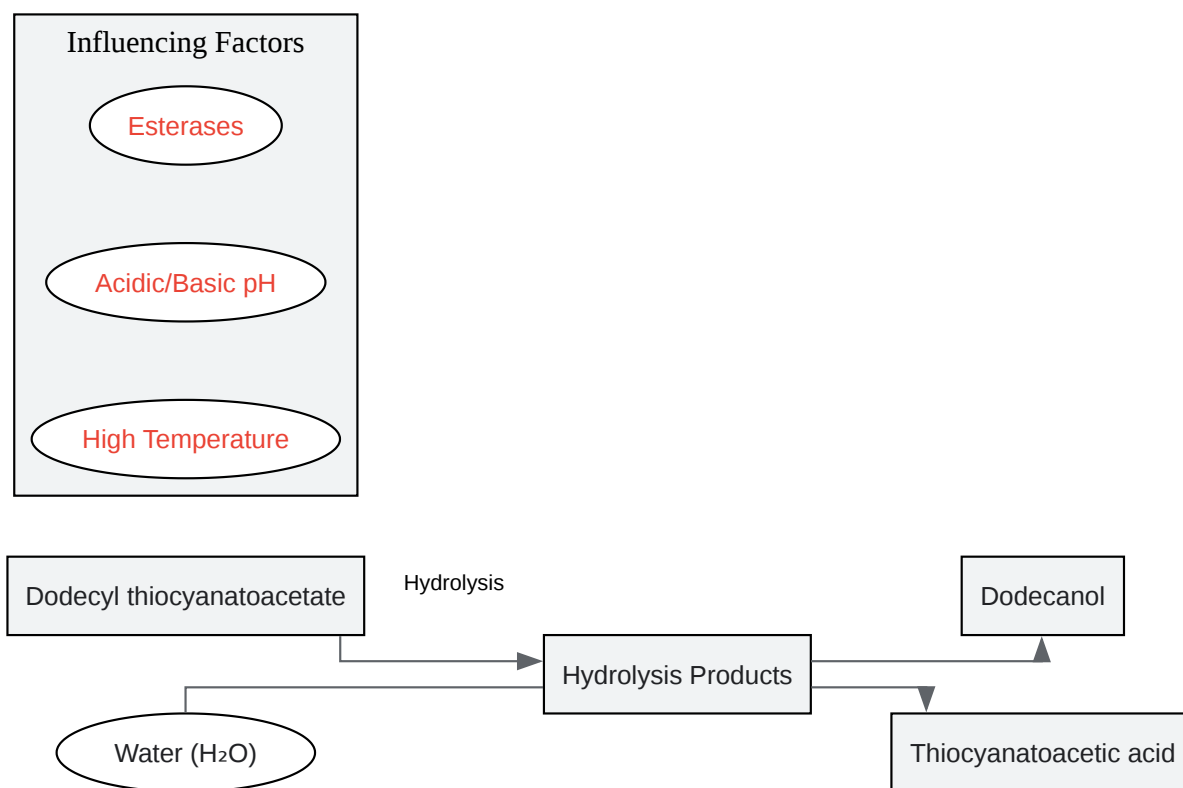 Influencing Factors
Esterases
Acidic/Basic pH
High Temperature
Dodecyl thiocyanatoacetate
Hydrolysis
Dodecanol
Hydrolysis Products
Water (H₂O)
Thiocyanatoacetic acid